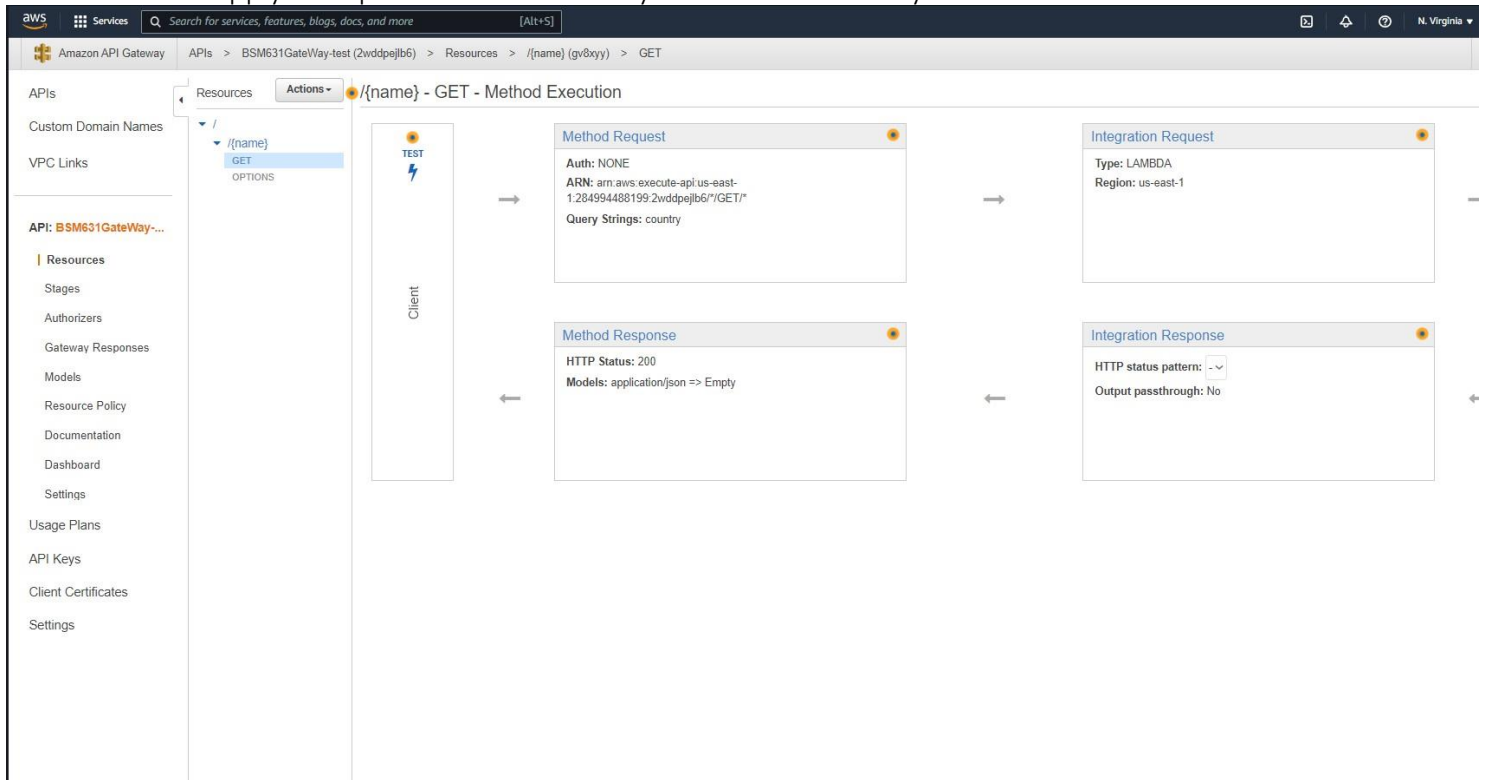 aws Services Search for services, features, blogs, docs, and more [Alt+S] N. Virginia
Amazon API Gateway APIs > BSM631GateWay-test (2wddpejlb6) > Resources > /{name} (gv8xyy) > GET
APIs
Custom Domain Names
VPC Links
API: BSM631GateWay-...
Resources
Stages
Authorizers
Gateway Responses
Models
Resource Policy
Documentation
Dashboard
Settings
Usage Plans
API Keys
Client Certificates
Settings
Resources Actions
/
/{name}
GET
OPTIONS
/{name} - GET - Method Execution
TEST
Client
Method Request
Auth: NONE
ARN: arn:aws:execute-api:us-east-
1:284994488199:2wddpejlb6/*/GET/*
Query Strings: country
Integration Request
Type: LAMBDA
Region: us-east-1
Method Response
HTTP Status: 200
Models: application/json => Empty
Integration Response
HTTP status pattern: -
Output passthrough: No